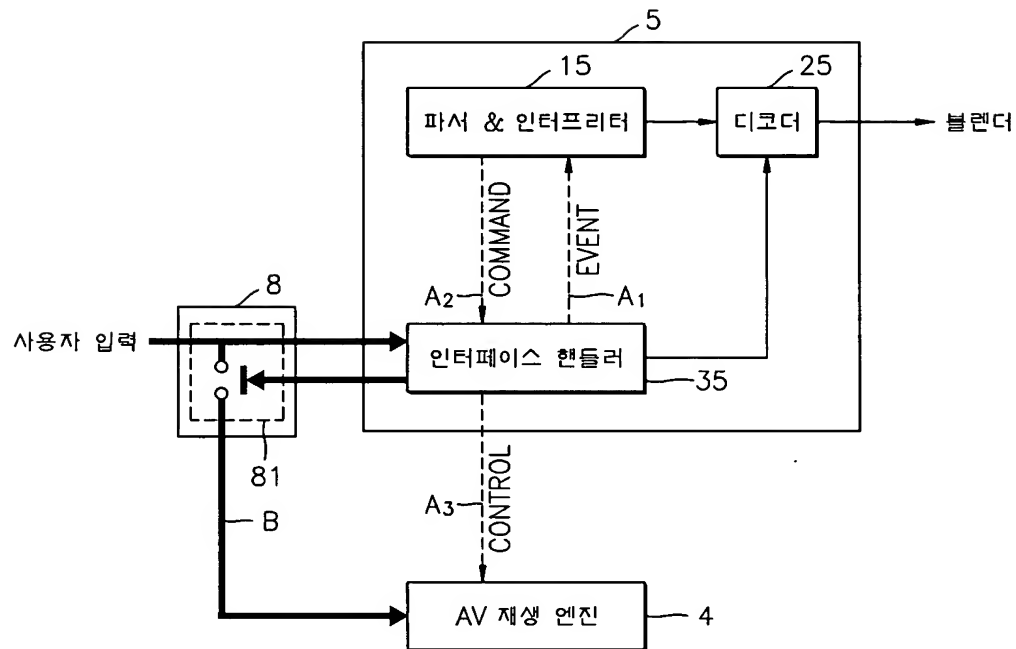 5
15
25
파서 & 인터프리터
디코더
블렌더
COMMAND
EVENT
A2
A1
8
사용자 입력
인터페이스 핸들러
35
81
CONTROL
A3
B
AV 재생 엔진
4